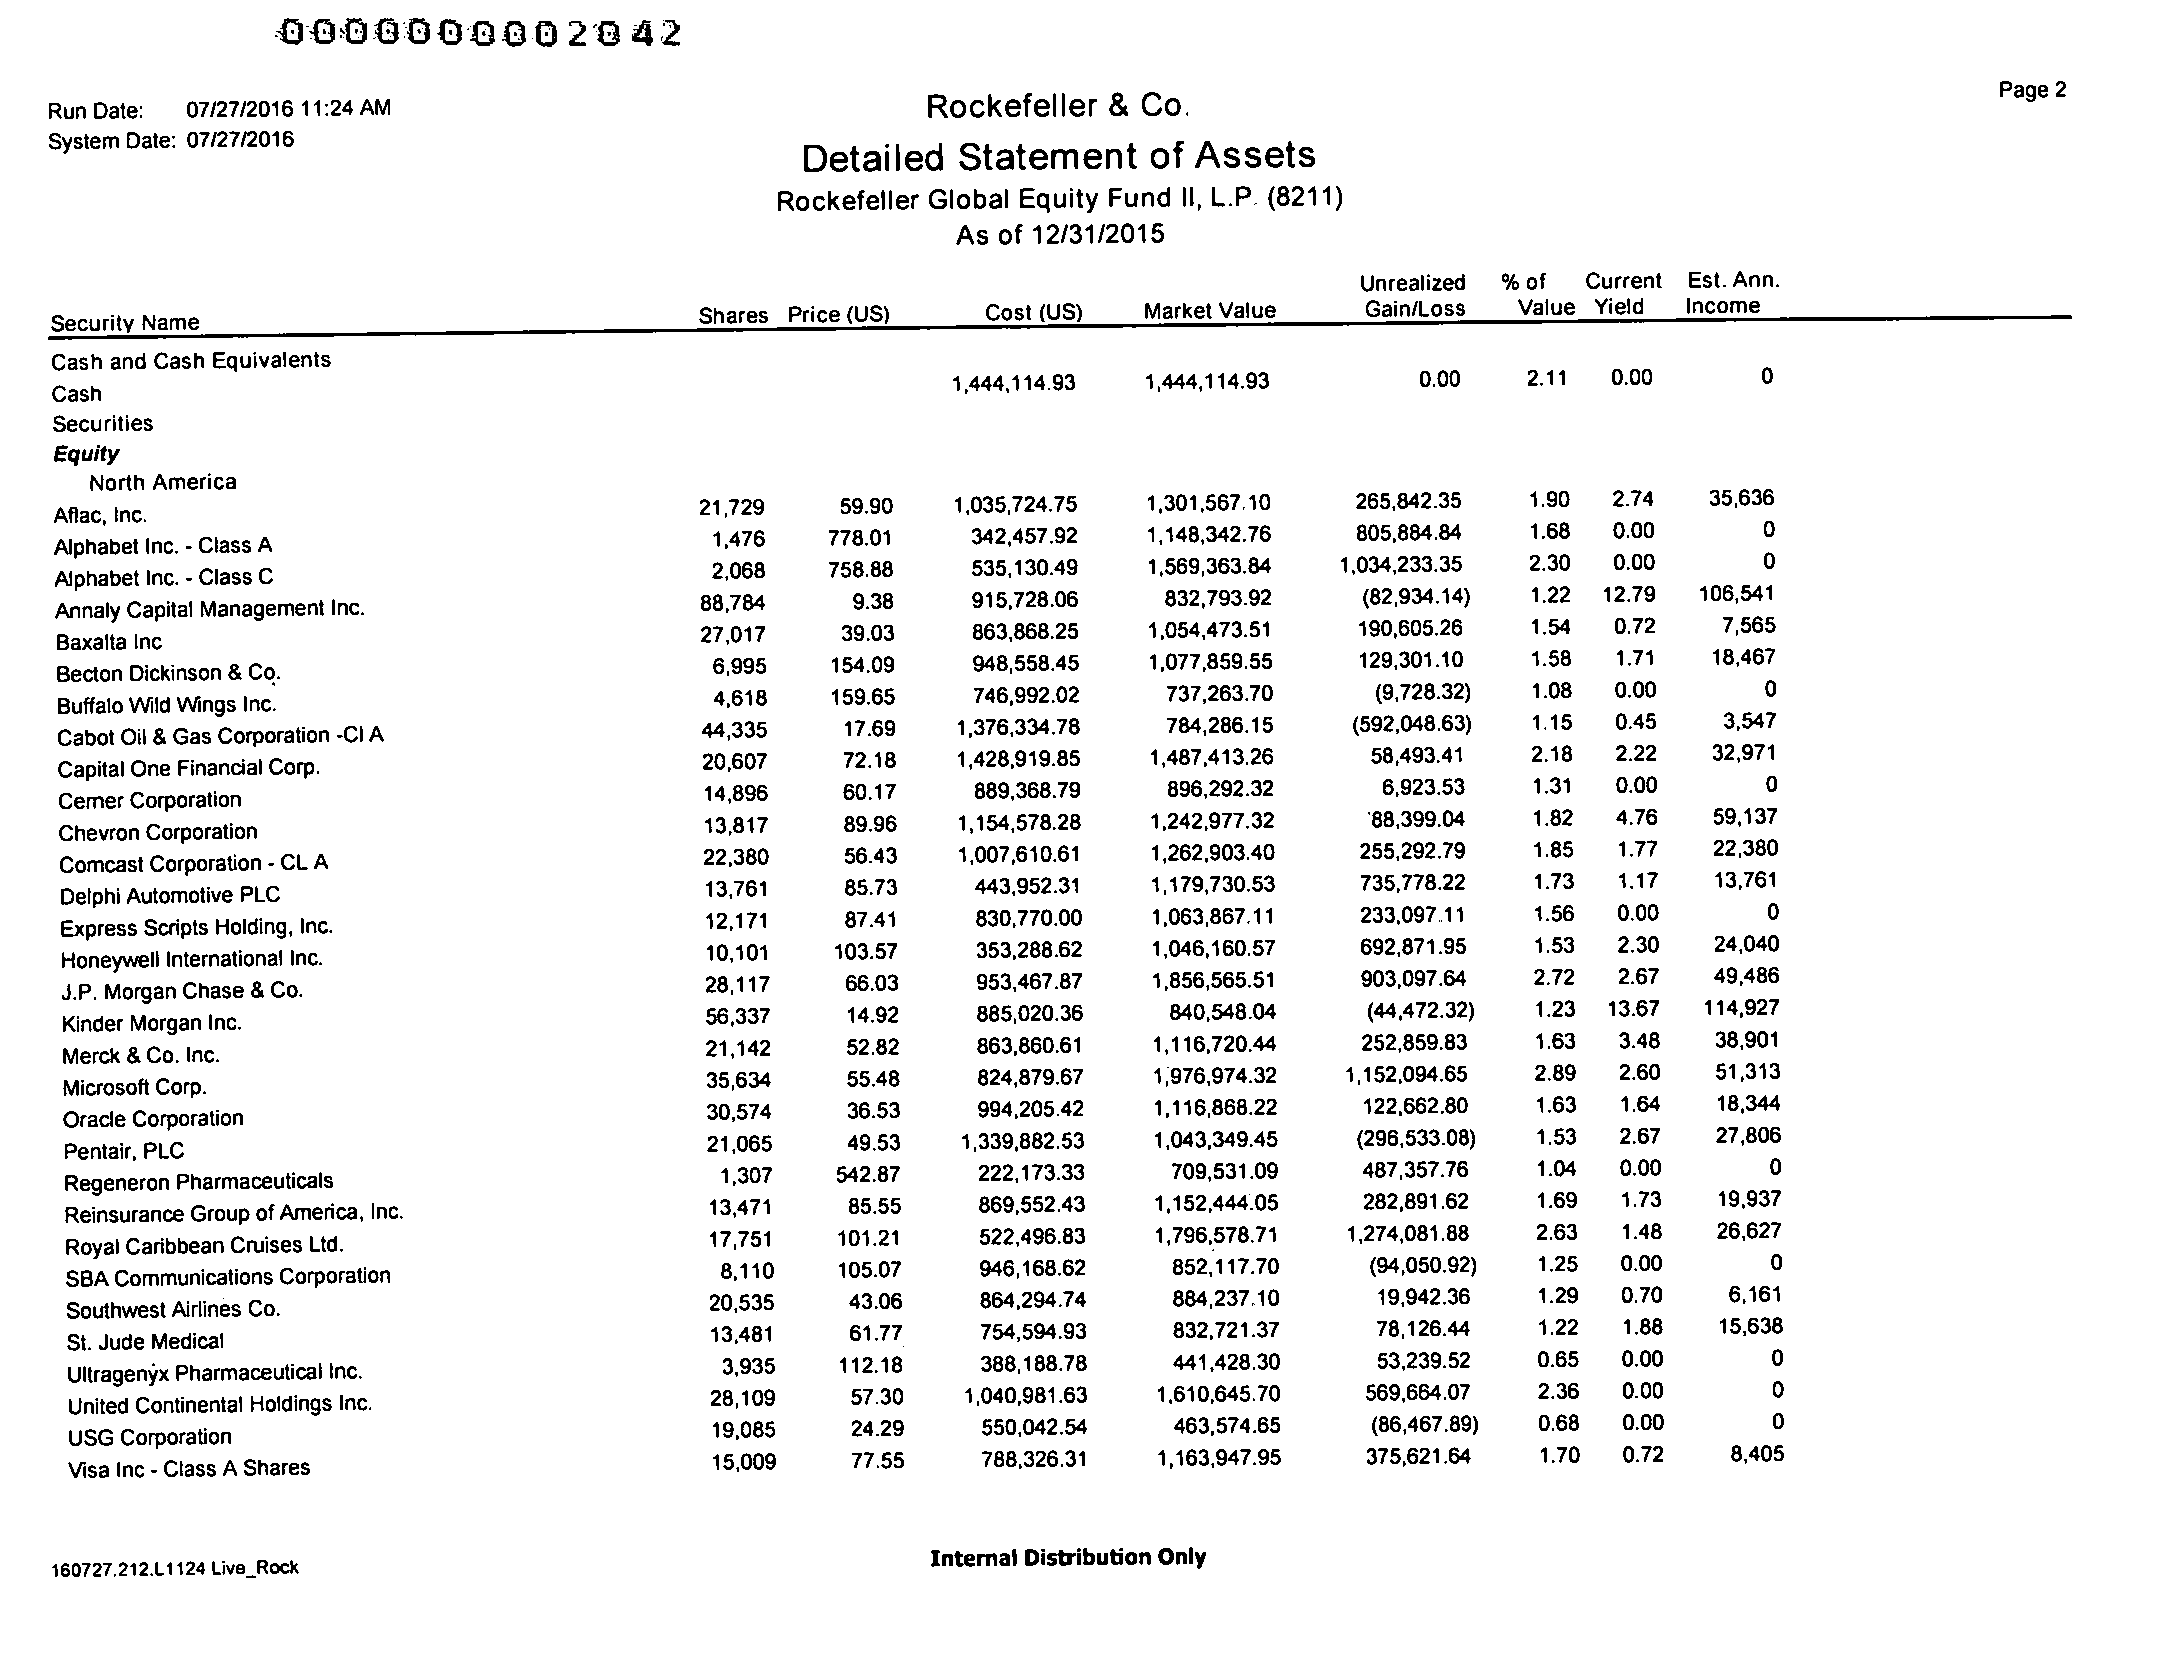 0000000002042
Page 2
Run Date: 07/27/2016 11:24 AM
System Date: 07/27/2016
Rockefeller & Co.
Detailed Statement of Assets
Rockefeller Global Equity Fund II, L.P. (8211)
As of 12/31/2015
Unrealized % of Current Est. Ann.
Security Name Shares Price (US) Cost (US) Market Value Gain/Loss Value Yield Income
Cash and Cash Equivalents
Cash 1,444,114.93 1,444,114.93 0.00 2.11 0.00 0
Securities
Equity
North America
Aflac, Inc. 21,729 59.90 1,035,724.75 1,301,567.10 265,842.35 1.90 2.74 35,636
Alphabet Inc. - Class A 1,476 778.01 342,457.92 1,148,342.76 805,884.84 1.68 0.00 0
Alphabet Inc. - Class C 2,068 758.88 535,130.49 1,569,363.84 1,034,233.35 2.30 0.00 0
Annaly Capital Management Inc. 88,784 9.38 915,728.06 832,793.92 (82,934.14) 1.22 12.79 106,541
Baxalta Inc 27,017 39.03 863,868.25 1,054,473.51 190,605.26 1.54 0.72 7,565
Becton Dickinson & Co. 6,995 154.09 948,558.45 1,077,859.55 129,301.10 1.58 1.71 18,467
Buffalo Wild Wings Inc. 4,618 159.65 746,992.02 737,263.70 (9,728.32) 1.08 0.00 0
Cabot Oil & Gas Corporation -Cl A 44,335 17.69 1,376,334.78 784,286.15 (592,048.63) 1.15 0.45 3,547
Capital One Financial Corp. 20,607 72.18 1,428,919.85 1,487,413.26 58,493.41 2.18 2.22 32,971
Cerner Corporation 14,896 60.17 889,368.79 896,292.32 6,923.53 1.31 0.00 0
Chevron Corporation 13,817 89.96 1,154,578.28 1,242,977.32 88,399.04 1.82 4.76 59,137
Comcast Corporation - CL A 22,380 56.43 1,007,610.61 1,262,903.40 255,292.79 1.85 1.77 22,380
Delphi Automotive PLC 13,761 85.73 443,952.31 1,179,730.53 735,778.22 1.73 1.17 13,761
Express Scripts Holding, Inc. 12,171 87.41 830,770.00 1,063,867.11 233,097.11 1.56 0.00 0
Honeywell International Inc. 10,101 103.57 353,288.62 1,046,160.57 692,871.95 1.53 2.30 24,040
J.P. Morgan Chase & Co. 28,117 66.03 953,467.87 1,856,565.51 903,097.64 2.72 2.67 49,486
Kinder Morgan Inc. 56,337 14.92 885,020.36 840,548.04 (44,472.32) 1.23 13.67 114,927
Merck & Co. Inc. 21,142 52.82 863,860.61 1,116,720.44 252,859.83 1.63 3.48 38,901
Microsoft Corp. 35,634 55.48 824,879.67 1,976,974.32 1,152,094.65 2.89 2.60 51,313
Oracle Corporation 30,574 36.53 994,205.42 1,116,868.22 122,662.80 1.63 1.64 18,344
Pentair, PLC 21,065 49.53 1,339,882.53 1,043,349.45 (296,533.08) 1.53 2.67 27,806
Regeneron Pharmaceuticals 1,307 542.87 222,173.33 709,531.09 487,357.76 1.04 0.00 0
Reinsurance Group of America, Inc. 13,471 85.55 869,552.43 1,152,444.05 282,891.62 1.69 1.73 19,937
Royal Caribbean Cruises Ltd. 17,751 101.21 522,496.83 1,796,578.71 1,274,081.88 2.63 1.48 26,627
SBA Communications Corporation 8,110 105.07 946,168.62 852,117.70 (94,050.92) 1.25 0.00 0
Southwest Airlines Co. 20,535 43.06 864,294.74 884,237.10 19,942.36 1.29 0.70 6,161
St. Jude Medical 13,481 61.77 754,594.93 832,721.37 78,126.44 1.22 1.88 15,638
Ultragenyx Pharmaceutical Inc. 3,935 112.18 388,188.78 441,428.30 53,239.52 0.65 0.00 0
United Continental Holdings Inc. 28,109 57.30 1,040,981.63 1,610,645.70 569,664.07 2.36 0.00 0
USG Corporation 19,085 24.29 550,042.54 463,574.65 (86,467.89) 0.68 0.00 0
Visa Inc - Class A Shares 15,009 77.55 788,326.31 1,163,947.95 375,621.64 1.70 0.72 8,405
160727.212.L1124 Live_Rock
Internal Distribution Only